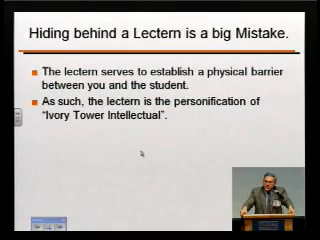 Hiding behind a Lectern is a big Mistake.
The lectern serves to establish a physical barrier
between you and the student.
As such, the lectern is the personification of
“Ivory Tower Intellectual”.